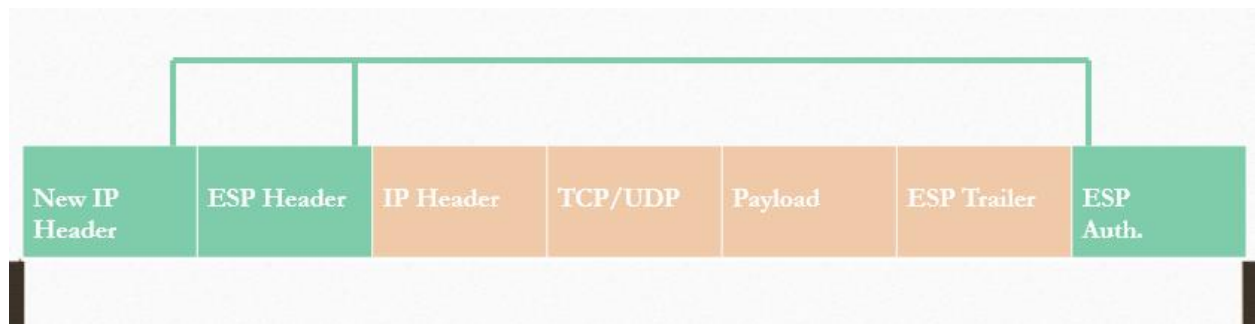 New IP
Header
ESP Header
IP Header
TCP/UDP
Payload
ESP Trailer
ESP
Auth.